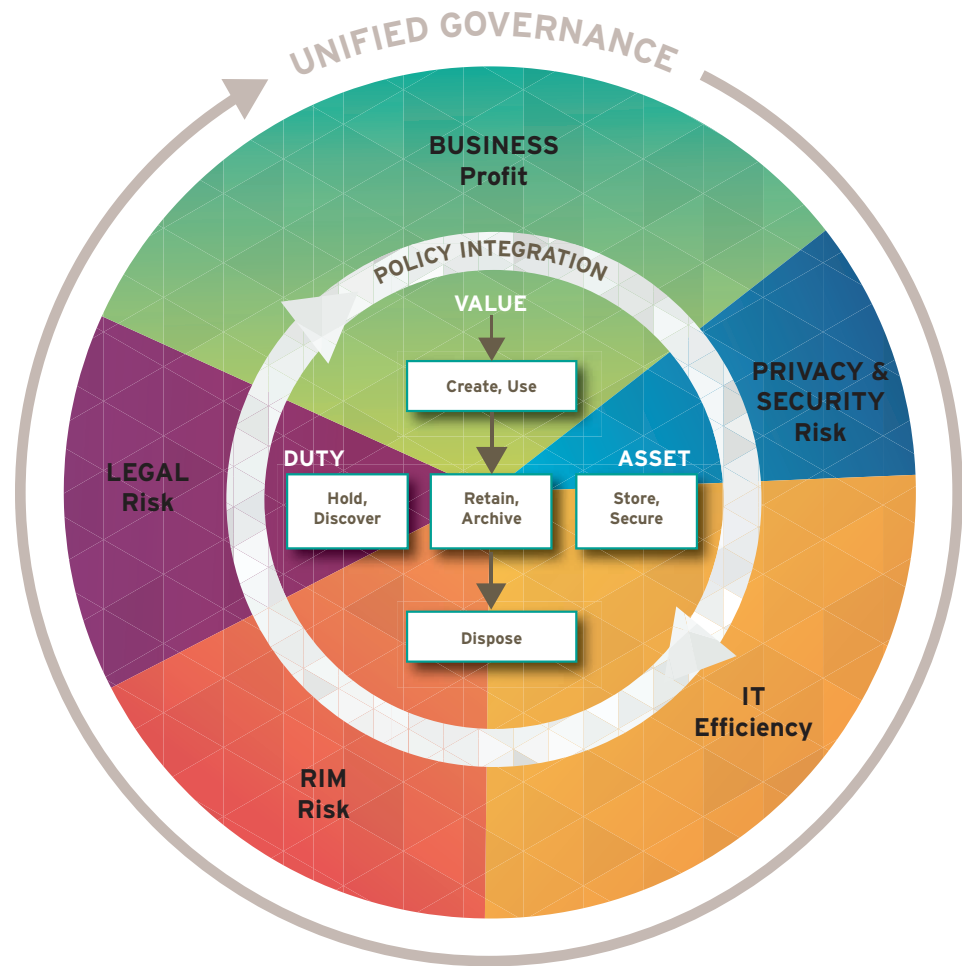 UNIFIED GOVERNANCE
BUSINESS
Profit
POLICY INTEGRATION
VALUE
Create, Use
PRIVACY &
SECURITY
Risk
LEGAL
Risk
DUTY
ASSET
Hold,
Discover
Retain,
Archive
Store,
Secure
Dispose
IT
Efficiency
RIM
Risk